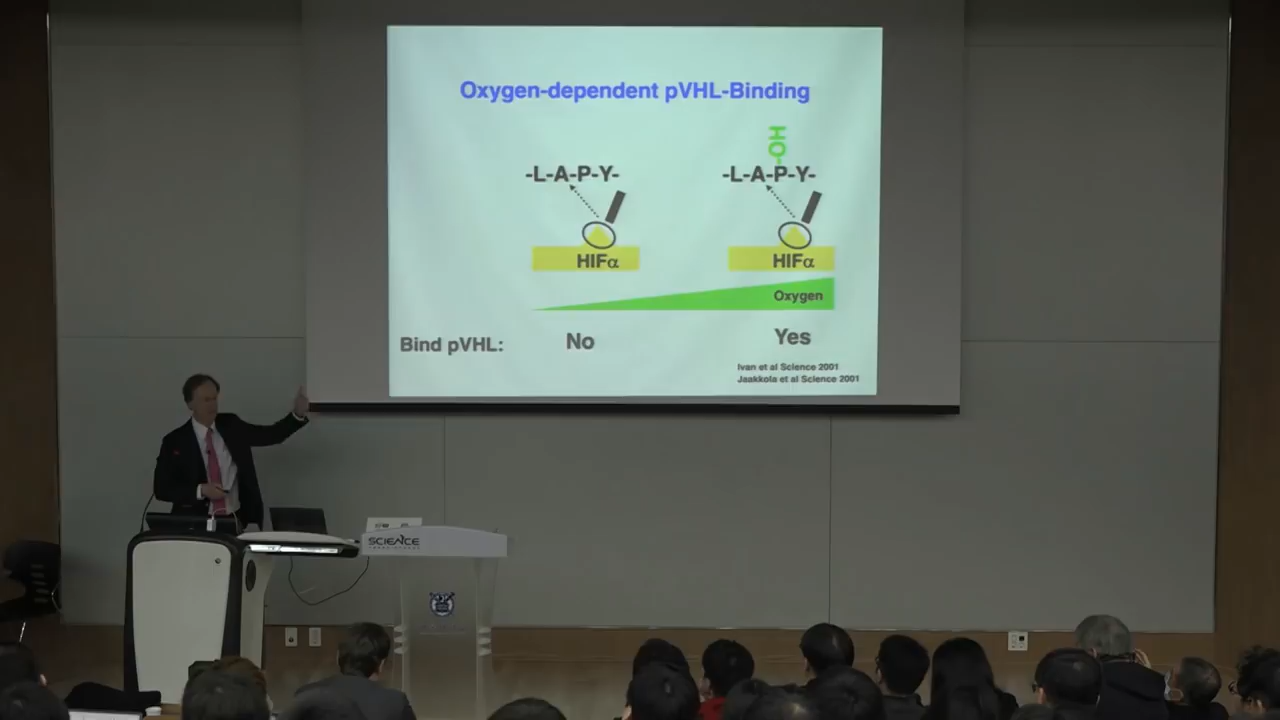 Oxygen-dependent pVHL-Binding
HO
-L-A-P-Y-
-L-A-P-Y-
HIFα
HIFα
Oxygen
Bind pVHL:
No
Yes
Ivan et al Science 2001
Jaakkola et al Science 2001
SCIENCE